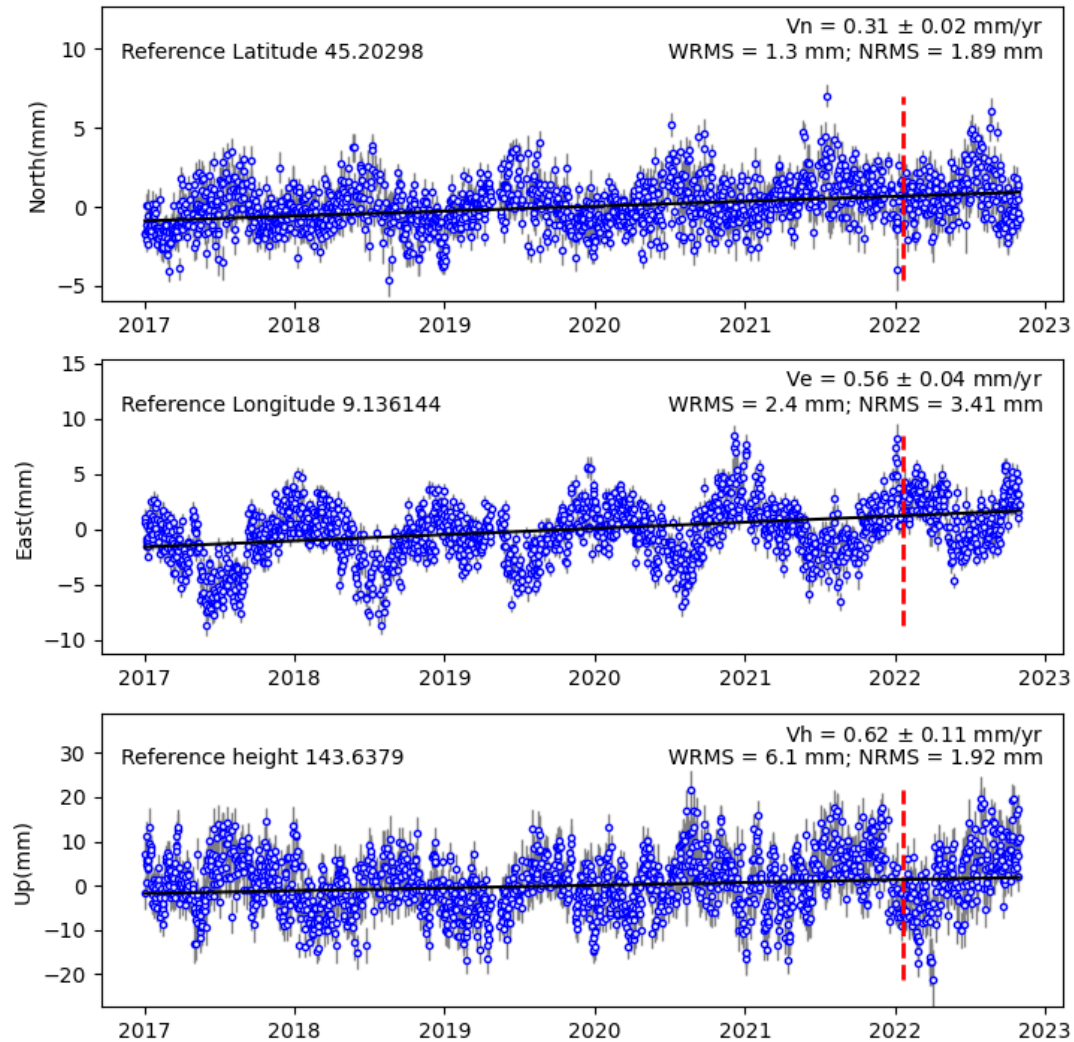 Vn = 0.31 ± 0.02 mm/yr
Reference Latitude 45.20298
WRMS = 1.3 mm; NRMS = 1.89 mm
North(mm)
10
5
0
−5
2017 2018 2019 2020 2021 2022 2023
Ve = 0.56 ± 0.04 mm/yr
Reference Longitude 9.136144
WRMS = 2.4 mm; NRMS = 3.41 mm
East(mm)
15
10
5
0
−5
−10
2017 2018 2019 2020 2021 2022 2023
Vh = 0.62 ± 0.11 mm/yr
Reference height 143.6379
WRMS = 6.1 mm; NRMS = 1.92 mm
Up(mm)
30
20
10
0
−10
−20
2017 2018 2019 2020 2021 2022 2023